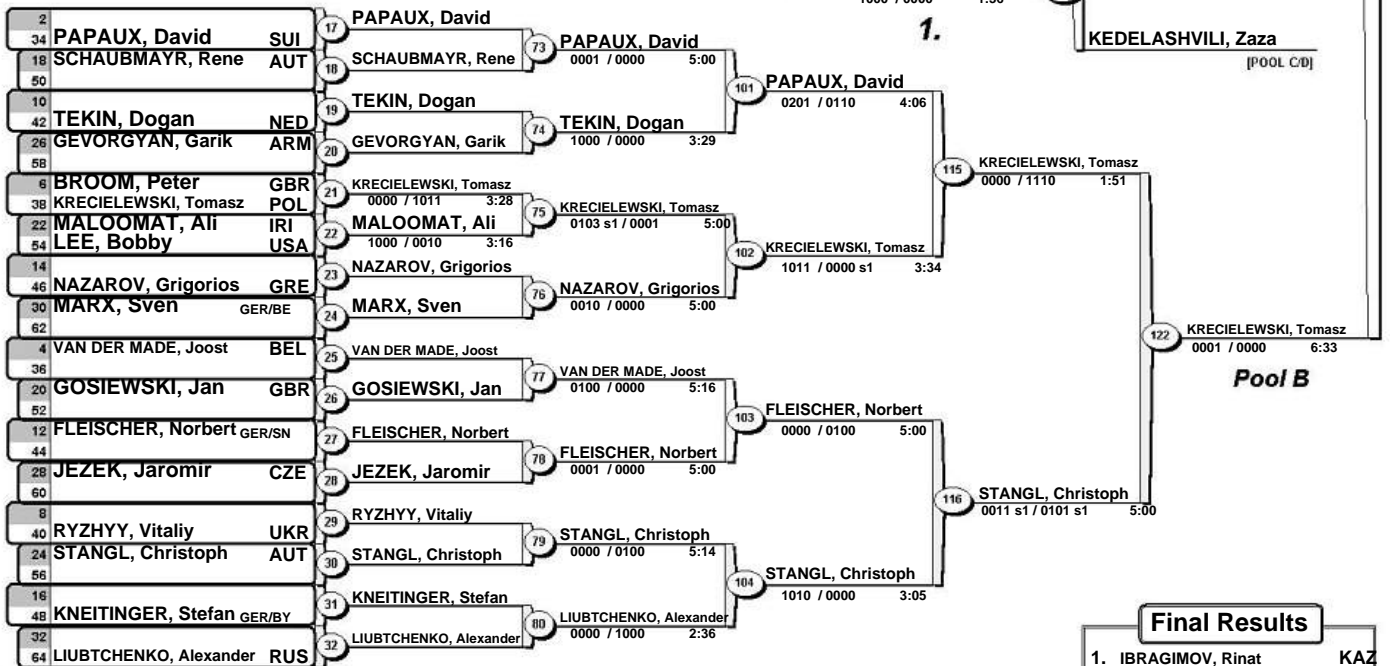 1.
KEDELASHVILI, Zaza
[POOL C/D]
2
34 PAPAUX, David SUI
18 SCHAUBMAYR, Rene AUT
50
10
42 TEKIN, Dogan NED
26 GEVORGYAN, Garik ARM
58
6 BROOM, Peter GBR
38 KRECIELEWSKI, Tomasz POL
22 MALOOMAT, Ali IRI
54 LEE, Bobby USA
14
46 NAZAROV, Grigorios GRE
30 MARX, Sven GER/BE
62
4 VAN DER MADE, Joost BEL
36
20 GOSIEWSKI, Jan GBR
52
12 FLEISCHER, Norbert GER/SN
44
28 JEZEK, Jaromir CZE
60
8
40 RYZHYY, Vitaliy UKR
24 STANGL, Christoph AUT
56
16
48 KNEITINGER, Stefan GER/BY
32
64 LIUBTCHENKO, Alexander RUS
17 PAPAUX, David
18 SCHAUBMAYR, Rene
19 TEKIN, Dogan
20 GEVORGYAN, Garik
21 KRECIELEWSKI, Tomasz
0000 / 1011 3:28
22 MALOOMAT, Ali
1000 / 0010 3:16
23 NAZAROV, Grigorios
24 MARX, Sven
25 VAN DER MADE, Joost
26 GOSIEWSKI, Jan
27 FLEISCHER, Norbert
28 JEZEK, Jaromir
29 RYZHYY, Vitaliy
30 STANGL, Christoph
31 KNEITINGER, Stefan
32 LIUBTCHENKO, Alexander
73 PAPAUX, David
0001 / 0000 5:00
74 TEKIN, Dogan
1000 / 0000 3:29
75 KRECIELEWSKI, Tomasz
0103 s1 / 0001 5:00
76 NAZAROV, Grigorios
0010 / 0000 5:00
77 VAN DER MADE, Joost
0100 / 0000 5:16
78 FLEISCHER, Norbert
0001 / 0000 5:00
79 STANGL, Christoph
0000 / 0100 5:14
80 LIUBTCHENKO, Alexander
0000 / 1000 2:36
101 PAPAUX, David
0201 / 0110 4:06
102 KRECIELEWSKI, Tomasz
1011 / 0000 s1 3:34
103 FLEISCHER, Norbert
0000 / 0100 5:00
104 STANGL, Christoph
1010 / 0000 3:05
115 KRECIELEWSKI, Tomasz
0000 / 1110 1:51
116 STANGL, Christoph
0011 s1 / 0101 s1 5:00
122 KRECIELEWSKI, Tomasz
0001 / 0000 6:33
Pool B
Final Results
1. IBRAGIMOV, Rinat KAZ